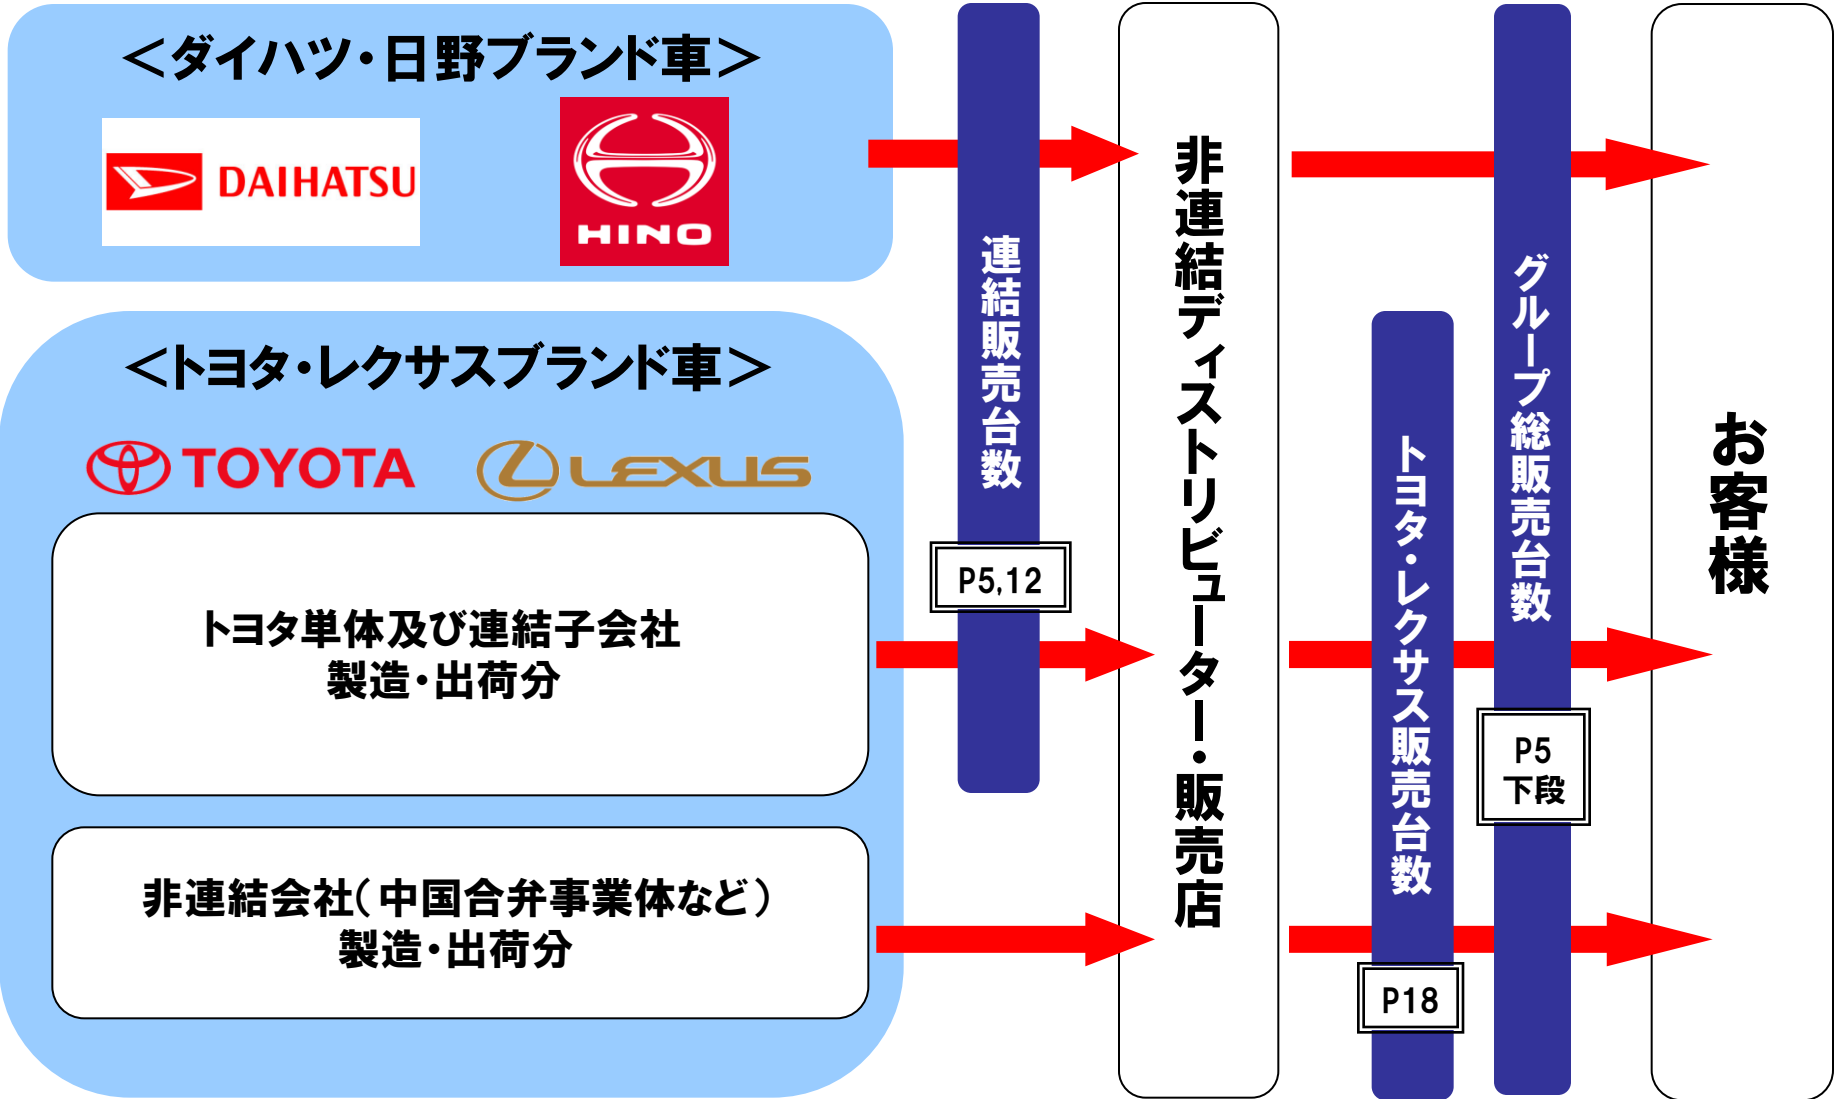 ＜ダイハツ・日野ブランド車＞
DAIHATSU
HINO
＜トヨタ・レクサスブランド車＞
TOYOTA
LEXUS
トヨタ単体及び連結子会社
製造・出荷分
非連結会社（中国合弁事業体など）
製造・出荷分
連結販売台数
P5,12
非連結ディストリビューター・販売店
トヨタ・レクサス販売台数
P18
グループ総販売台数
P5
下段
お客様